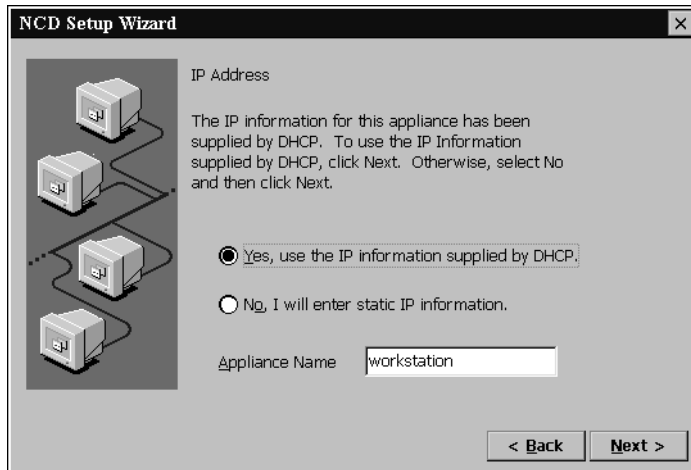 NCD Setup Wizard
IP Address
The IP information for this appliance has been
supplied by DHCP. To use the IP Information
supplied by DHCP, click Next. Otherwise, select No
and then click Next.
Yes, use the IP information supplied by DHCP.
No, I will enter static IP information.
Appliance Name workstation
< Back Next >